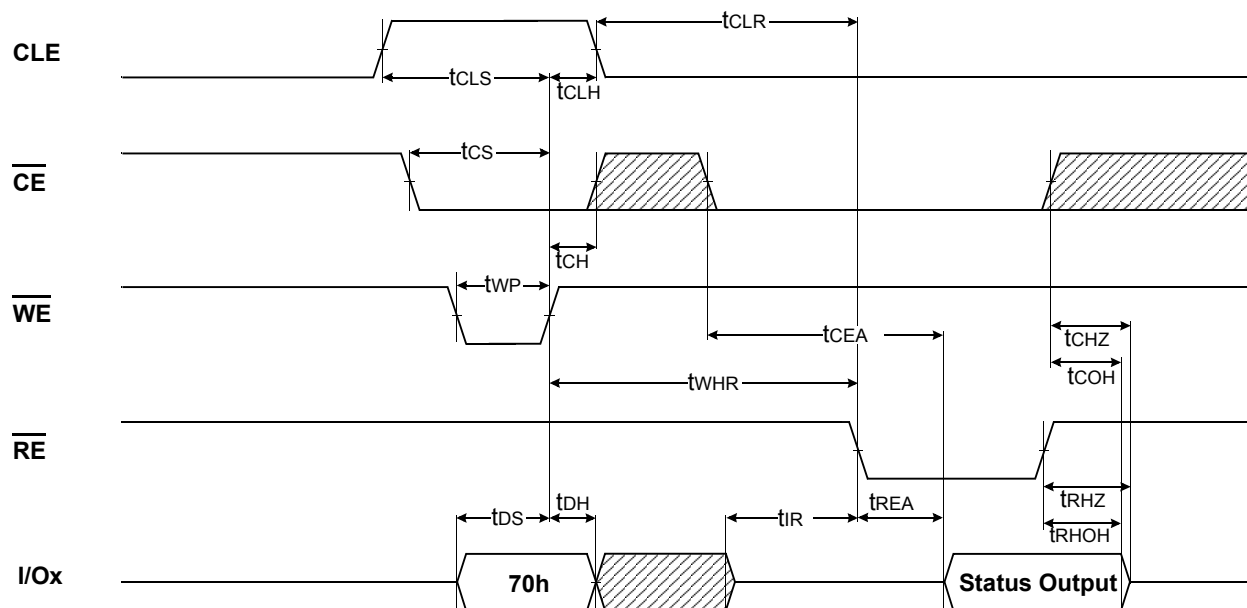 tCLR
CLE
tCLS
tCLH
tCS
CE
tCH
tWP
WE
tCEA
tCHZ
tCOH
tWHR
RE
tDS
tDH
tIR
tREA
tRHZ
tRHOH
I/Ox
70h
Status Output